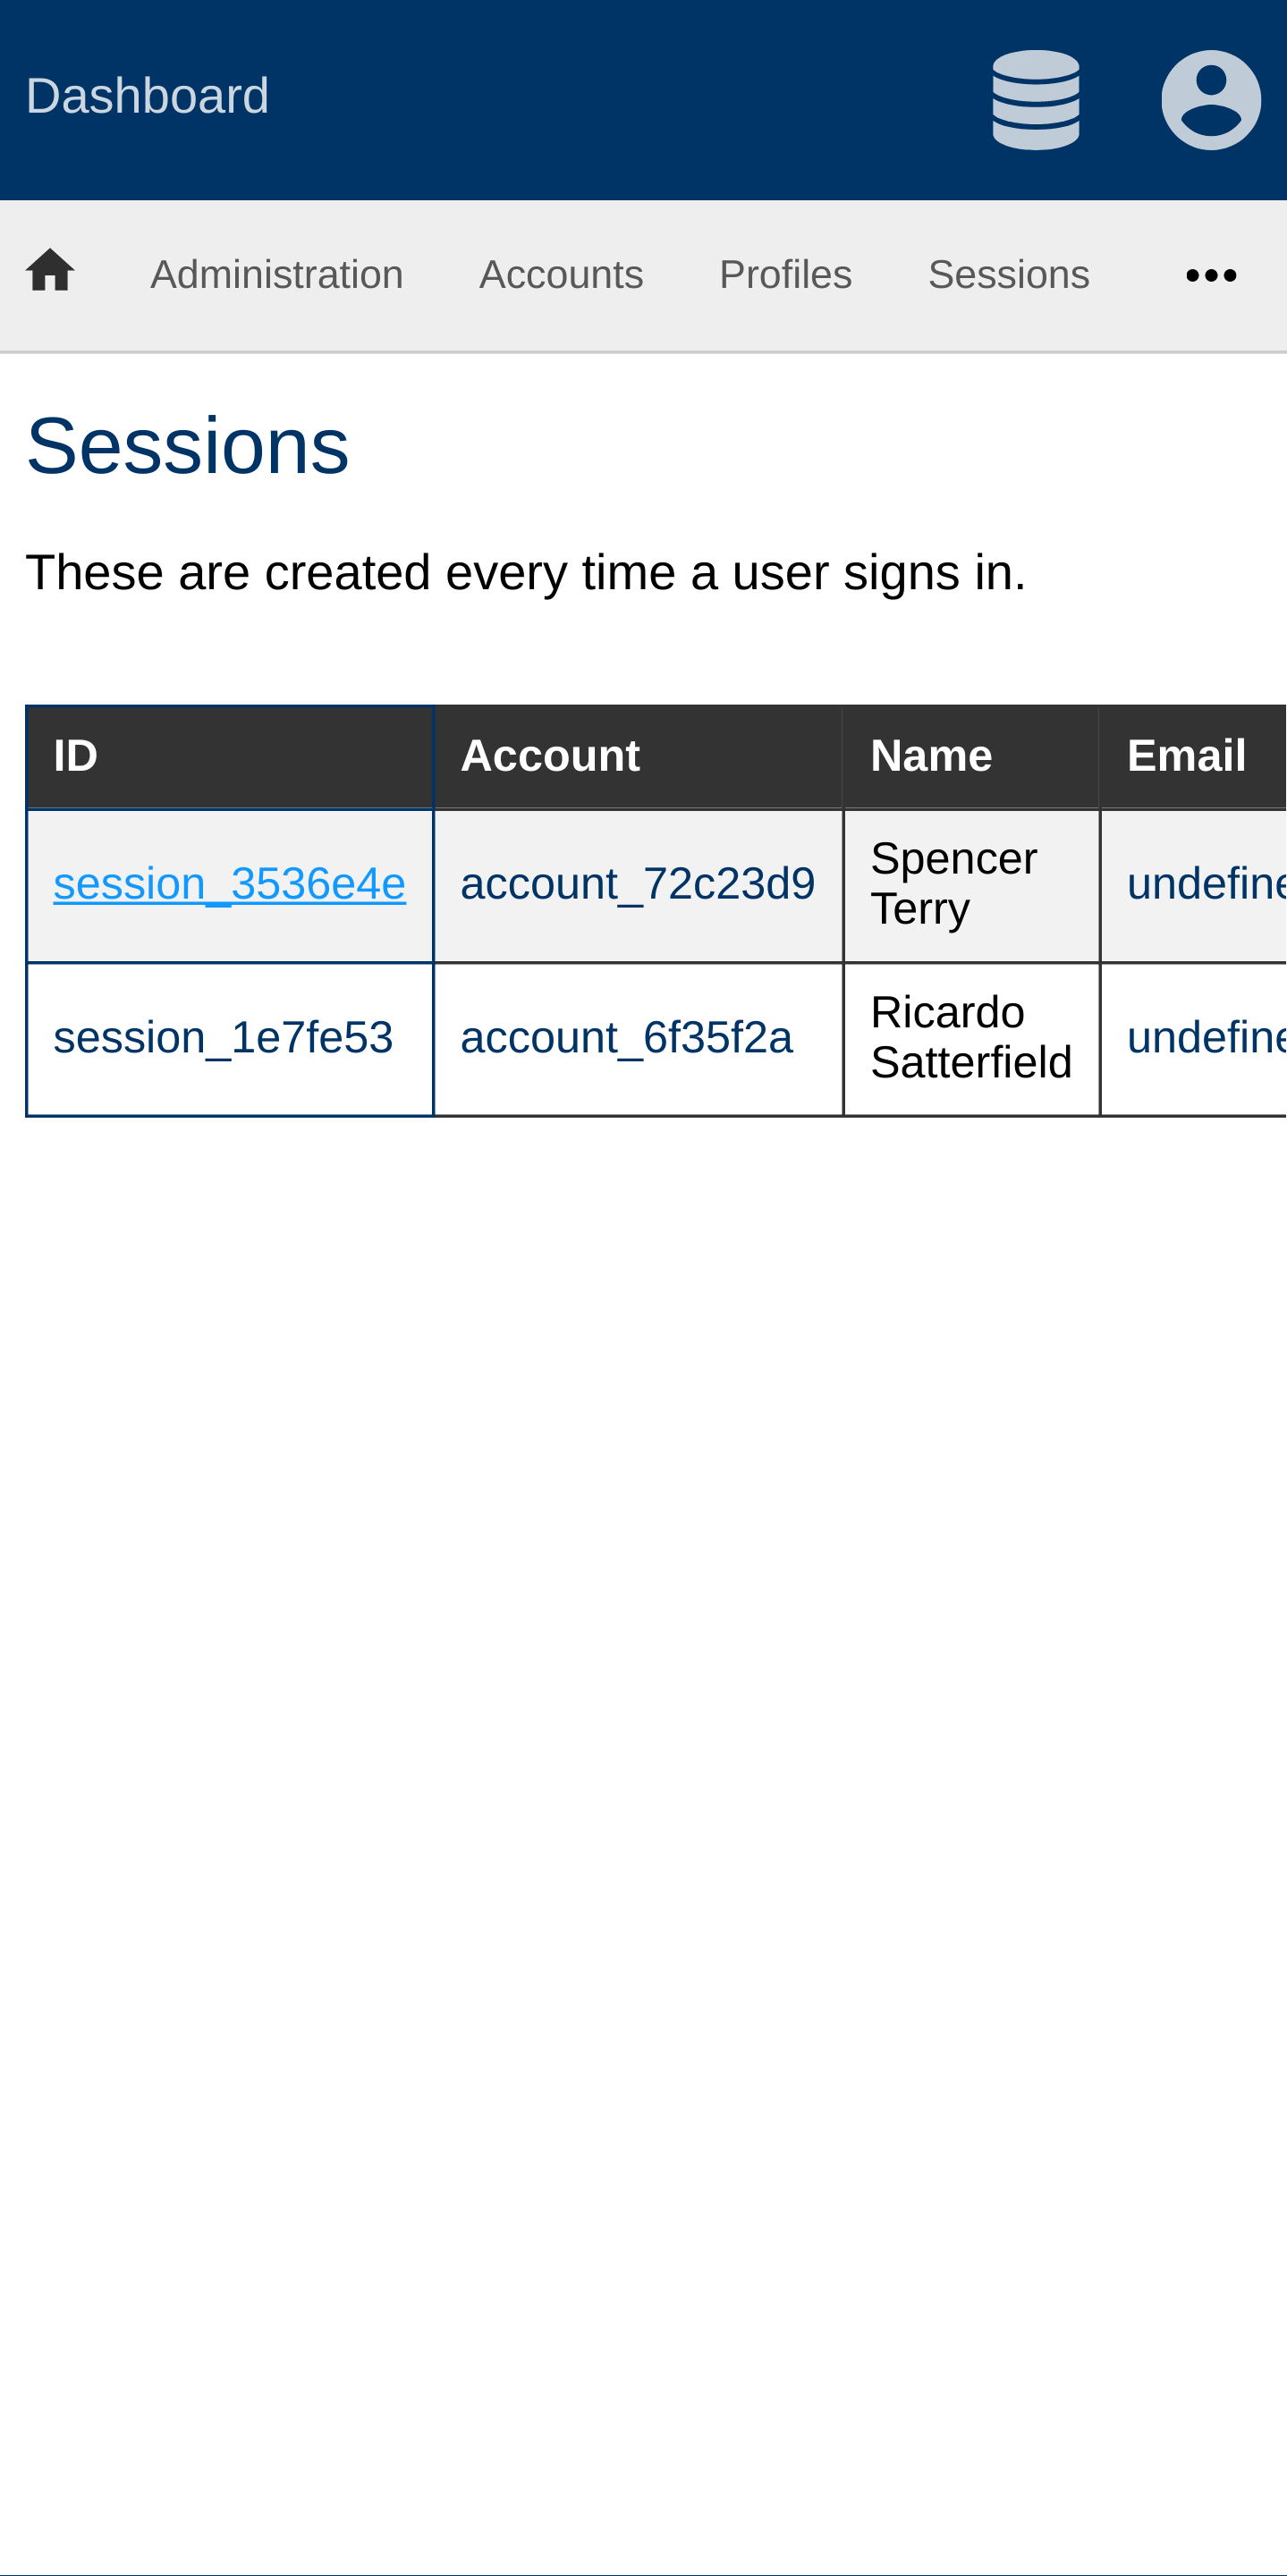 Dashboard
Administration Accounts Profiles Sessions
Sessions
These are created every time a user signs in.
ID Account Name Email
session_3536e4e account_72c23d9 Spencer Terry undefine
session_1e7fe53 account_6f35f2a Ricardo Satterfield undefine